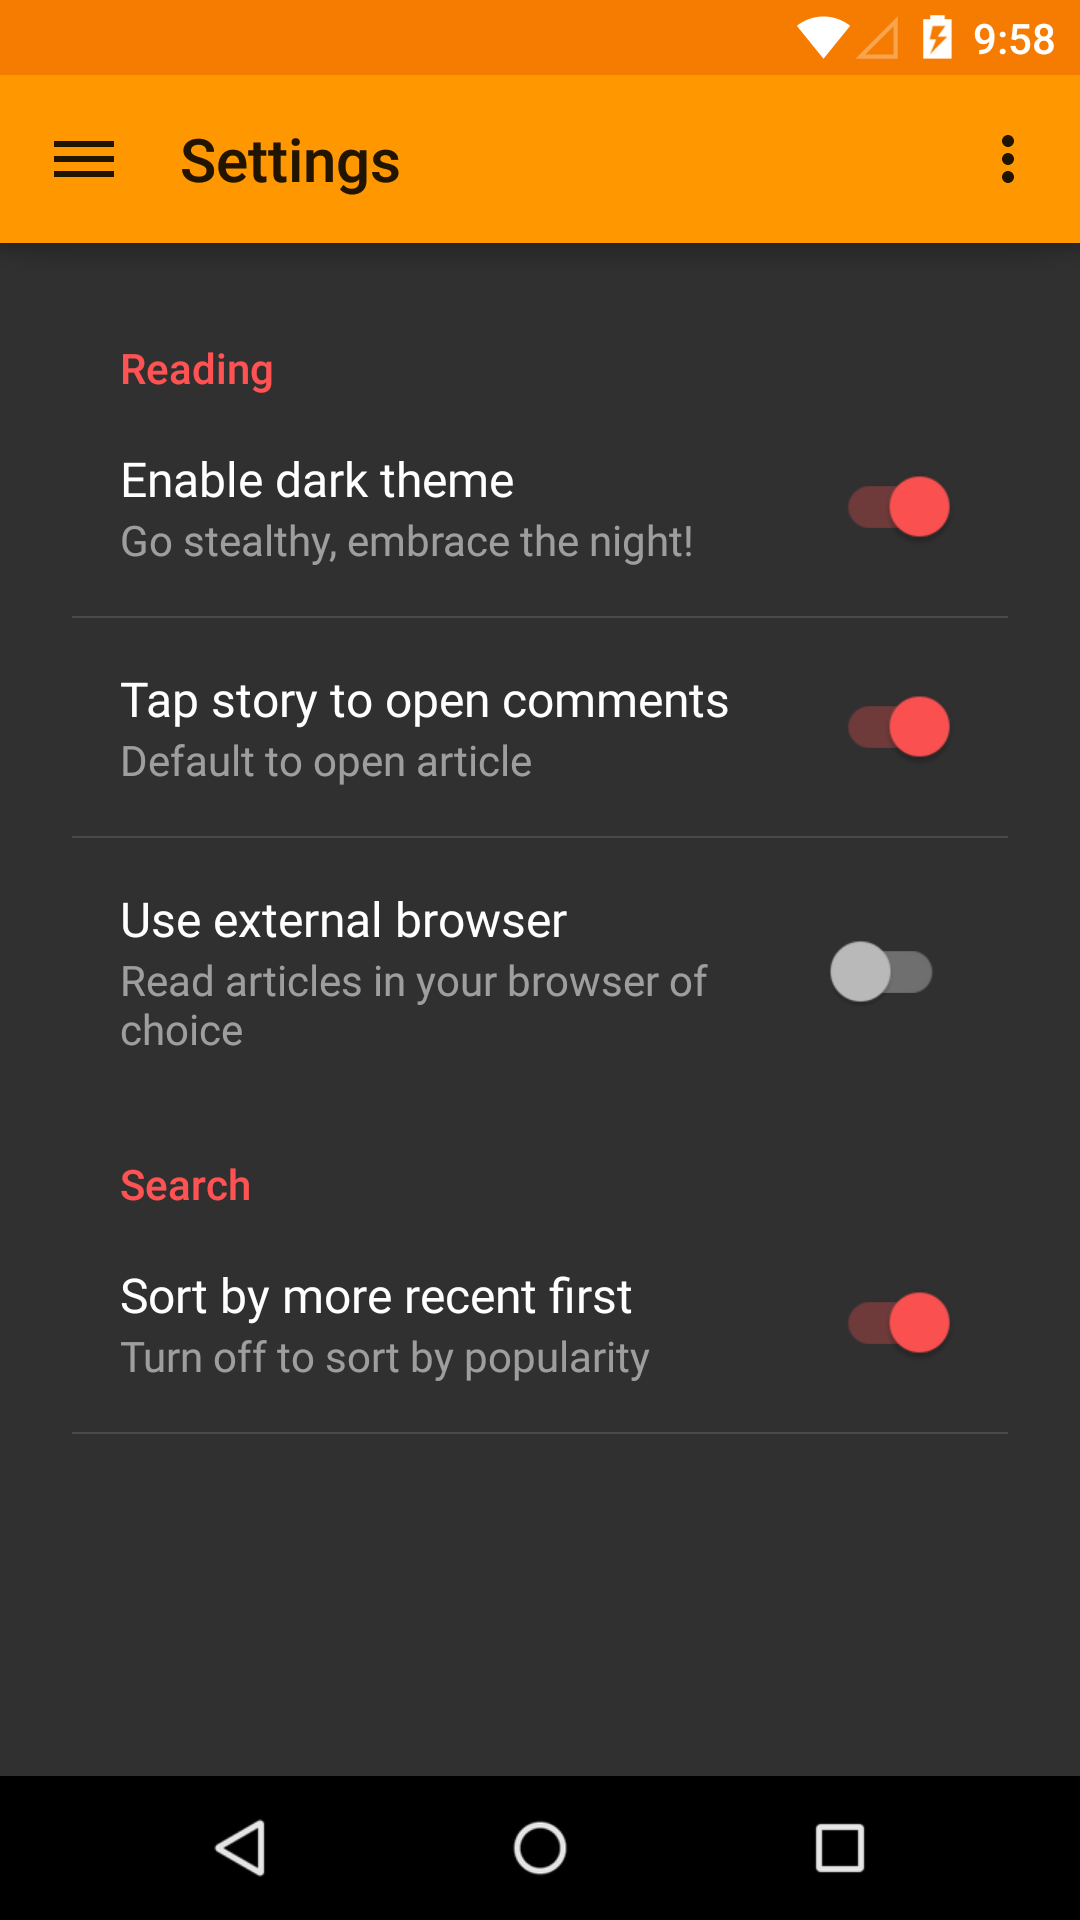 9:58
Settings
Reading
Enable dark theme
Go stealthy, embrace the night!
Tap story to open comments
Default to open article
Use external browser
Read articles in your browser of
choice
Search
Sort by more recent first
Turn off to sort by popularity